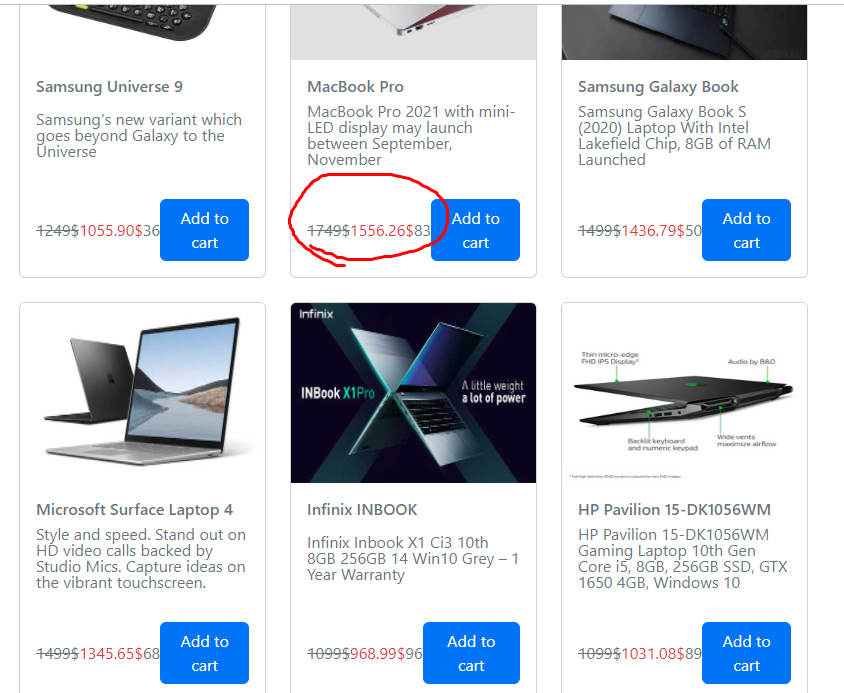 Samsung Universe 9
Samsung's new variant which
goes beyond Galaxy to the
Universe
1249$1055.90$36
Add to
cart
MacBook Pro
MacBook Pro 2021 with mini-
LED display may launch
between September,
November
1749$1556.26$83
Add to
cart
Samsung Galaxy Book
Samsung Galaxy Book S
(2020) Laptop With Intel
Lakefield Chip, 8GB of RAM
Launched
1499$1436.79$50
Add to
cart
Microsoft Surface Laptop 4
Style and speed. Stand out on
HD video calls backed by
Studio Mics. Capture ideas on
the vibrant touchscreen.
1499$1345.65$68
Add to
cart
Infinix
INBook X1Pro
A little weight
a lot of power
Infinix INBOOK
Infinix Inbook X1 Ci3 10th
8GB 256GB 14 Win10 Grey – 1
Year Warranty
1099$968.99$96
Add to
cart
Thin micro-edge
FHD IPS Display¹
Audio by B&O
Backlit keyboard
and numeric keypad
Wide vents
maximize airflow
HP Pavilion 15-DK1056WM
HP Pavilion 15-DK1056WM
Gaming Laptop 10th Gen
Core i5, 8GB, 256GB SSD, GTX
1650 4GB, Windows 10
1099$1031.08$89
Add to
cart